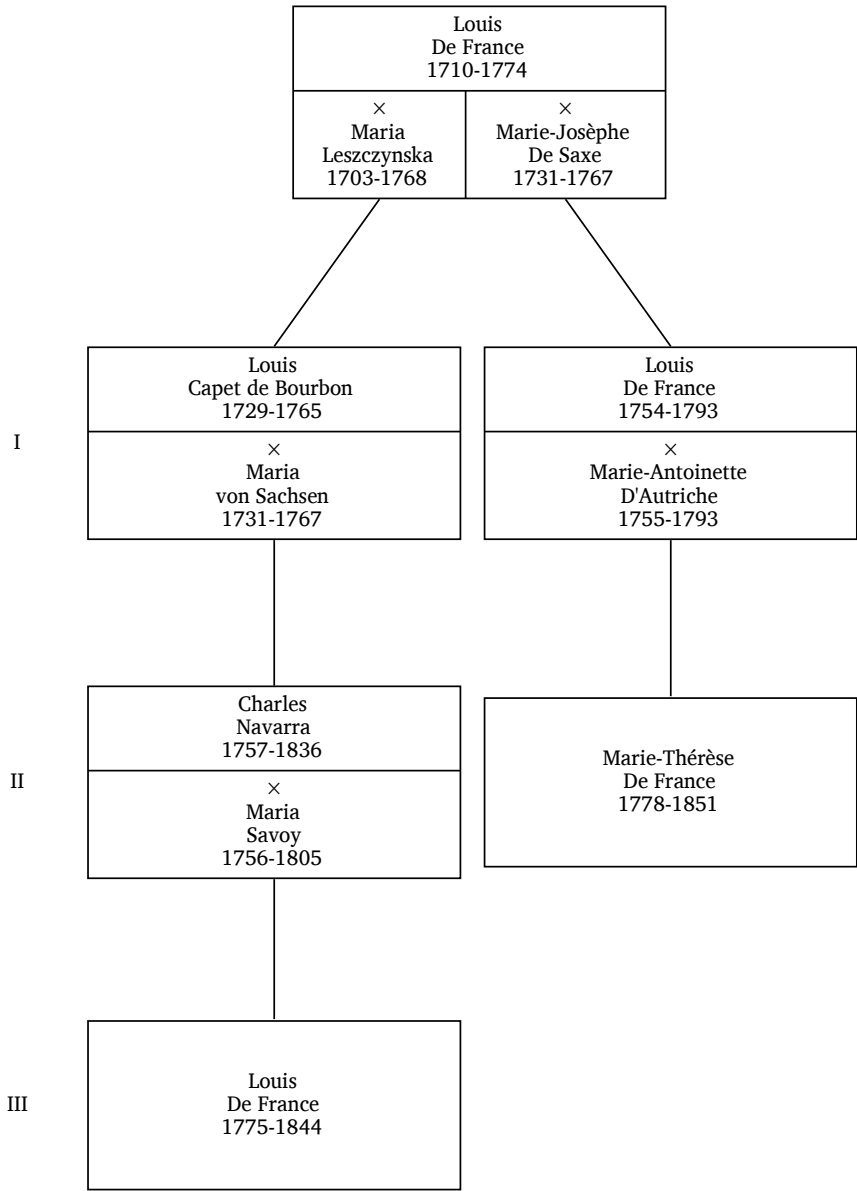 Louis
De France
1710-1774
×
Maria
Leszczynska
1703-1768
×
Marie-Josèphe
De Saxe
1731-1767
I
Louis
Capet de Bourbon
1729-1765
×
Maria
von Sachsen
1731-1767
Louis
De France
1754-1793
×
Marie-Antoinette
D'Autriche
1755-1793
II
Charles
Navarra
1757-1836
×
Maria
Savoy
1756-1805
Marie-Thérèse
De France
1778-1851
III
Louis
De France
1775-1844